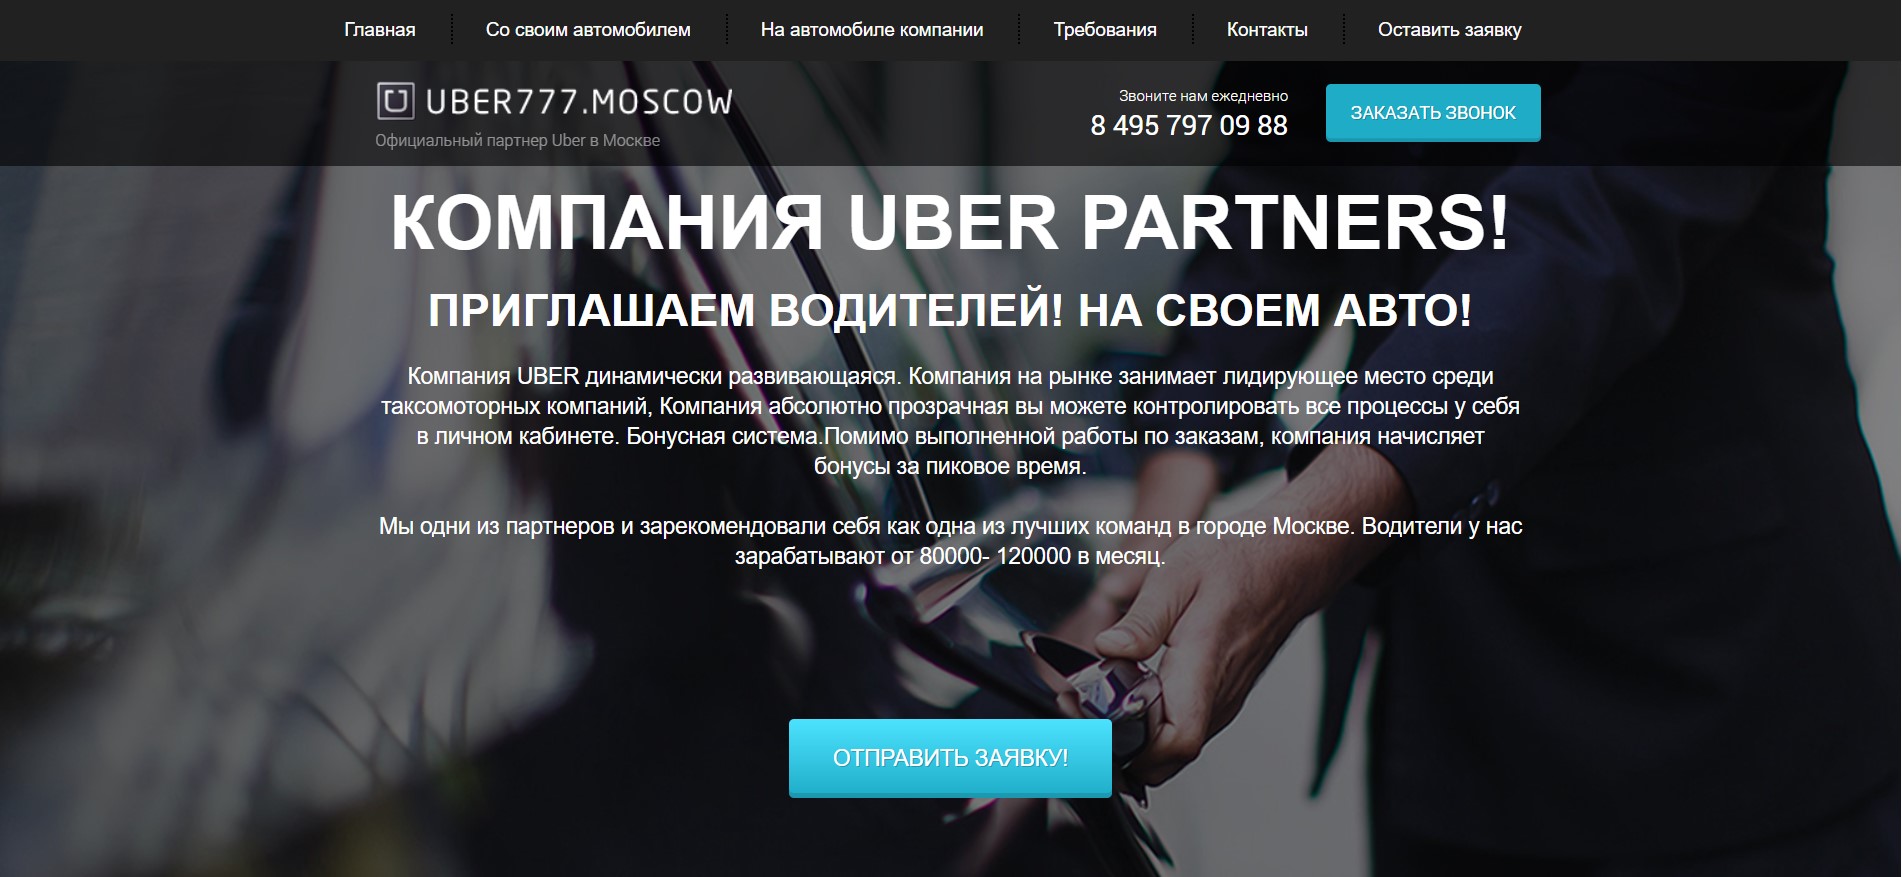 Главная
Со своим автомобилем
На автомобиле компании
Требования
Контакты
Оставить заявку
UBER777.MOSCOW
Официальный партнер Uber в Москве
Звоните нам ежедневно
8 495 797 09 88
ЗАКАЗАТЬ ЗВОНОК
КОМПАНИЯ UBER PARTNERS!
ПРИГЛАШАЕМ ВОДИТЕЛЕЙ! НА СВОЕМ АВТО!
Компания UBER динамически развивающаяся. Компания на рынке занимает лидирующее место среди
таксомоторных компаний, Компания абсолютно прозрачная вы можете контролировать все процессы у себя
в личном кабинете. Бонусная система.Помимо выполненной работы по заказам, компания начисляет
бонусы за пиковое время.
Мы одни из партнеров и зарекомендовали себя как одна из лучших команд в городе Москве. Водители у нас
зарабатывают от 80000- 120000 в месяц.
ОТПРАВИТЬ ЗАЯВКУ!